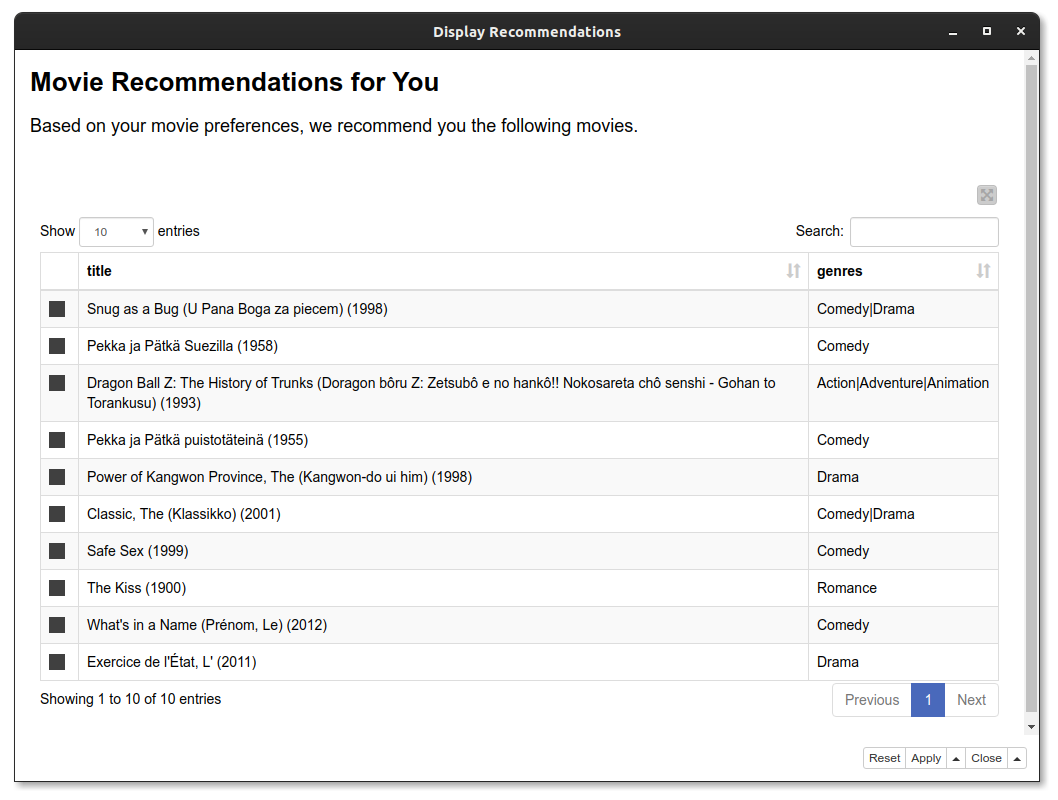 Display Recommendations
Movie Recommendations for You
Based on your movie preferences, we recommend you the following movies.
Show 10 entries Search:
title genres
Snug as a Bug (U Pana Boga za piecem) (1998) Comedy|Drama
Pekka ja Pätkä Suezilla (1958) Comedy
Dragon Ball Z: The History of Trunks (Doragon bôru Z: Zetsubô e no hankô!! Nokosareta chô senshi - Gohan to Action|Adventure|Animation
Torankusu) (1993)
Pekka ja Pätkä puistotäteinä (1955) Comedy
Power of Kangwon Province, The (Kangwon-do ui him) (1998) Drama
Classic, The (Klassikko) (2001) Comedy|Drama
Safe Sex (1999) Comedy
The Kiss (1900) Romance
What's in a Name (Prénom, Le) (2012) Comedy
Exercice de l'État, L' (2011) Drama
Showing 1 to 10 of 10 entries Previous 1 Next
Reset Apply Close